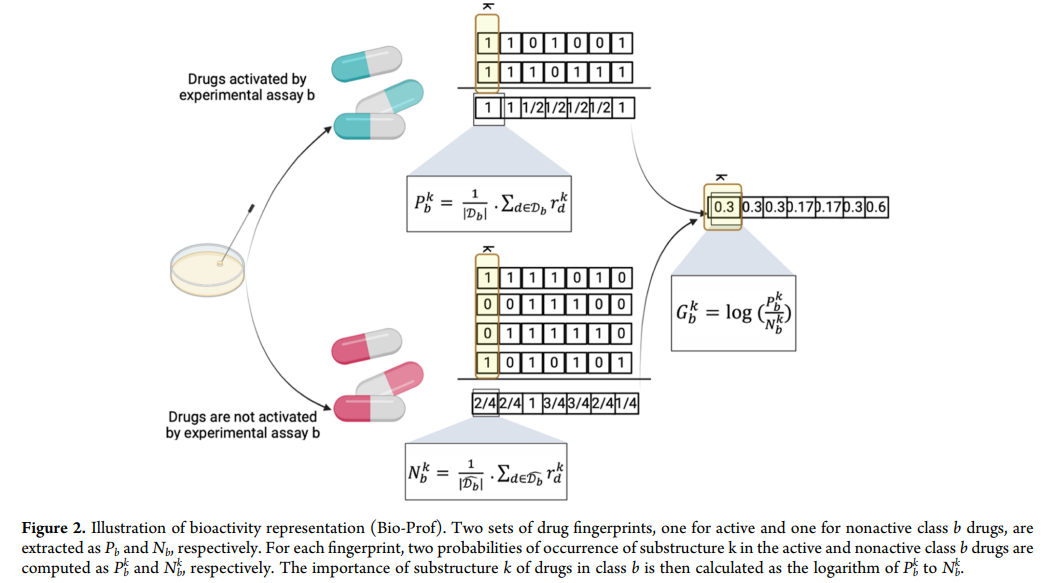 k
1 1 0 1 0 0 1
Drugs activated by
experimental assay b
1 1 1 0 1 1 1
1 1 1/2 1/2 1/2 1/2 1
P_b^k = 1/|𝒟_b| . Σ_{d∈𝒟_b} r_d^k
k
0.3 0.3 0.3 0.17 0.17 0.3 0.6
G_b^k = log (P_b^k/N_b^k)
k
1 1 1 1 0 1 0
0 0 1 1 1 0 0
0 1 1 1 1 1 0
1 0 1 0 1 0 1
2/4 2/4 1 3/4 3/4 2/4 1/4
Drugs are not activated
by experimental assay b
N_b^k = 1/|𝒟̃_b| . Σ_{d∈𝒟̃_b} r_d^k
Figure 2. Illustration of bioactivity representation (Bio-Prof). Two sets of drug fingerprints, one for active and one for nonactive class b drugs, are
extracted as P_b and N_b, respectively. For each fingerprint, two probabilities of occurrence of substructure k in the active and nonactive class b drugs are
computed as P_b^k and N_b^k, respectively. The importance of substructure k of drugs in class b is then calculated as the logarithm of P_b^k to N_b^k.